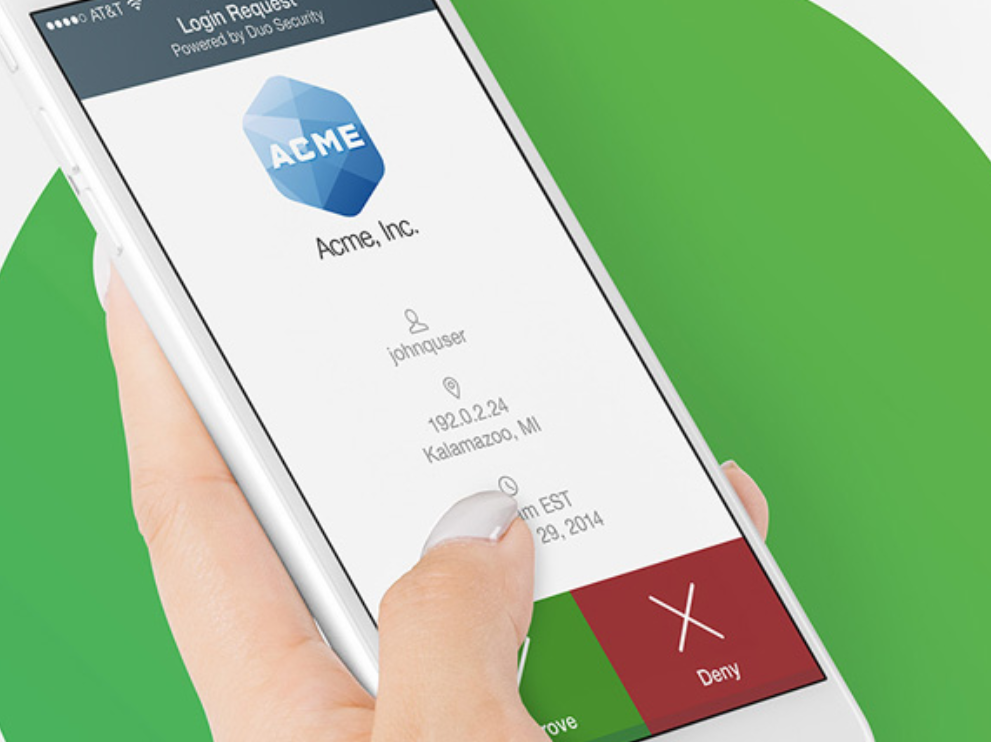 AT&T
Login Request
Powered by Duo Security
ACME
Acme, Inc.
johnquser
192.0.2.24
Kalamazoo, MI
EST
29, 2014
Deny